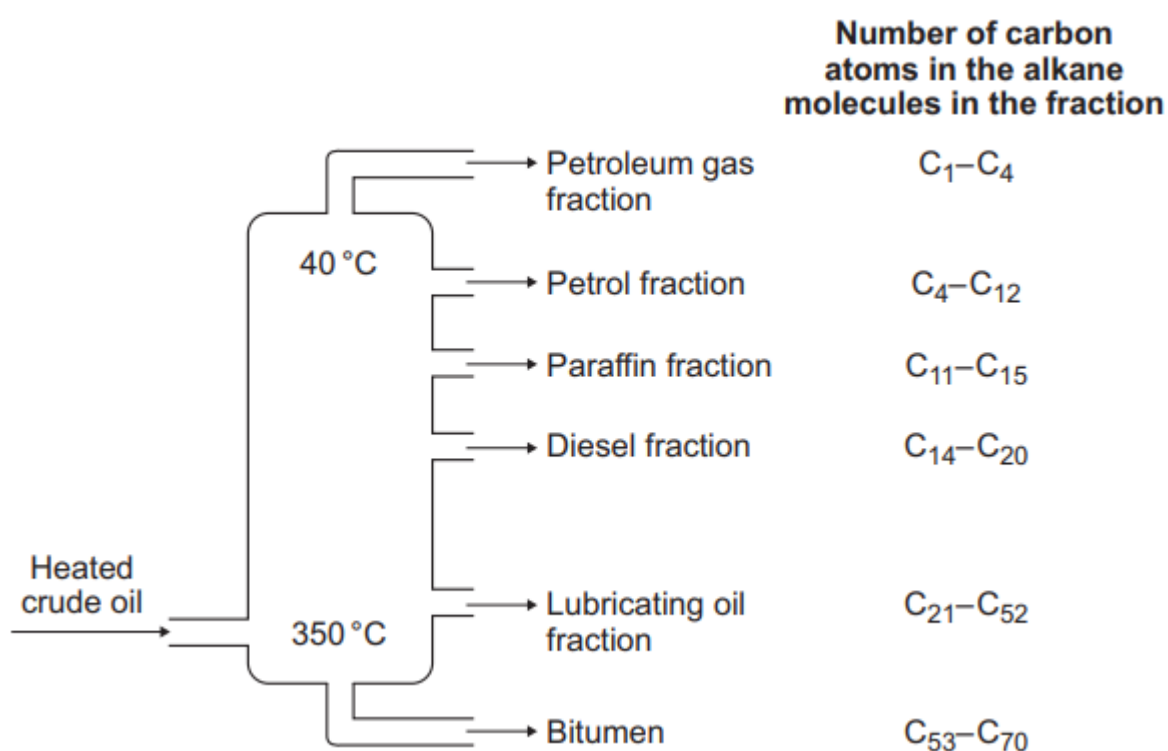 Number of carbon
atoms in the alkane
molecules in the fraction
Petroleum gas
fraction
C₁–C₄
40 °C
Petrol fraction
C₄–C₁₂
Paraffin fraction
C₁₁–C₁₅
Diesel fraction
C₁₄–C₂₀
Heated
crude oil
350 °C
Lubricating oil
fraction
C₂₁–C₅₂
Bitumen
C₅₃–C₇₀